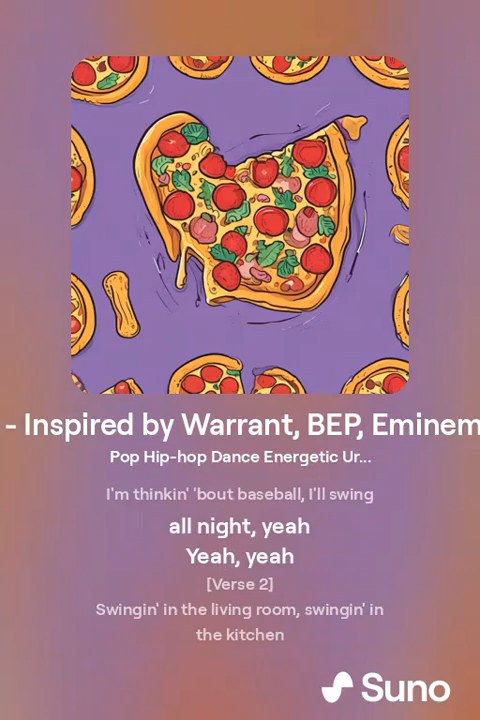 - Inspired by Warrant, BEP, Eminem
Pop Hip-hop Dance Energetic Ur...
I'm thinkin' 'bout baseball, I'll swing
all night, yeah
Yeah, yeah
[Verse 2]
Swingin' in the living room, swingin' in
the kitchen
Suno